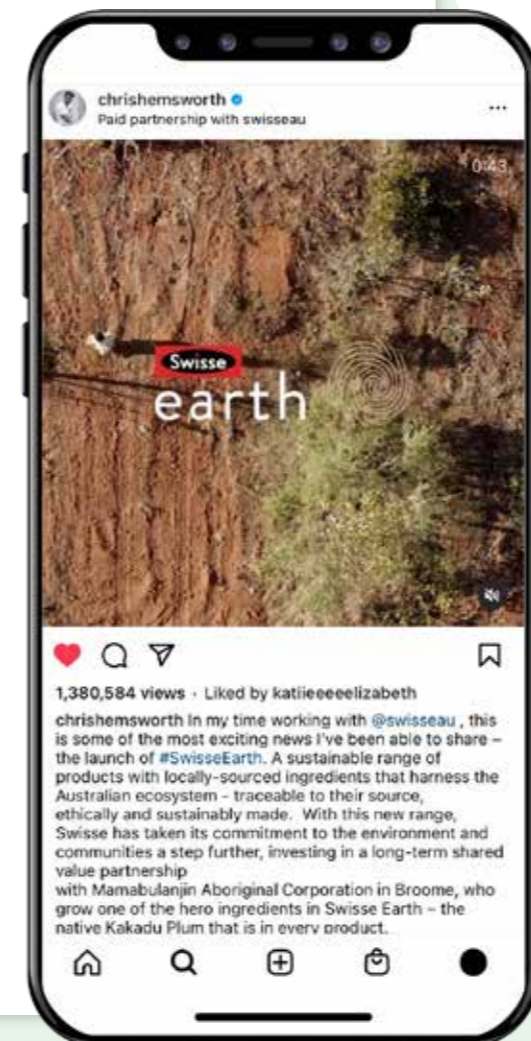 chrishemsworth
Paid partnership with swisseau
0:43
Swisse
earth
1,380,584 views · Liked by katiieeeeelizabeth
chrishemsworth In my time working with @swisseau , this
is some of the most exciting news I've been able to share –
the launch of #SwisseEarth. A sustainable range of
products with locally-sourced ingredients that harness the
Australian ecosystem – traceable to their source,
ethically and sustainably made.  With this new range,
Swisse has taken its commitment to the environment and
communities a step further, investing in a long-term shared
value partnership
with Mamabulanjin Aboriginal Corporation in Broome, who
grow one of the hero ingredients in Swisse Earth – the
native Kakadu Plum that is in every product.